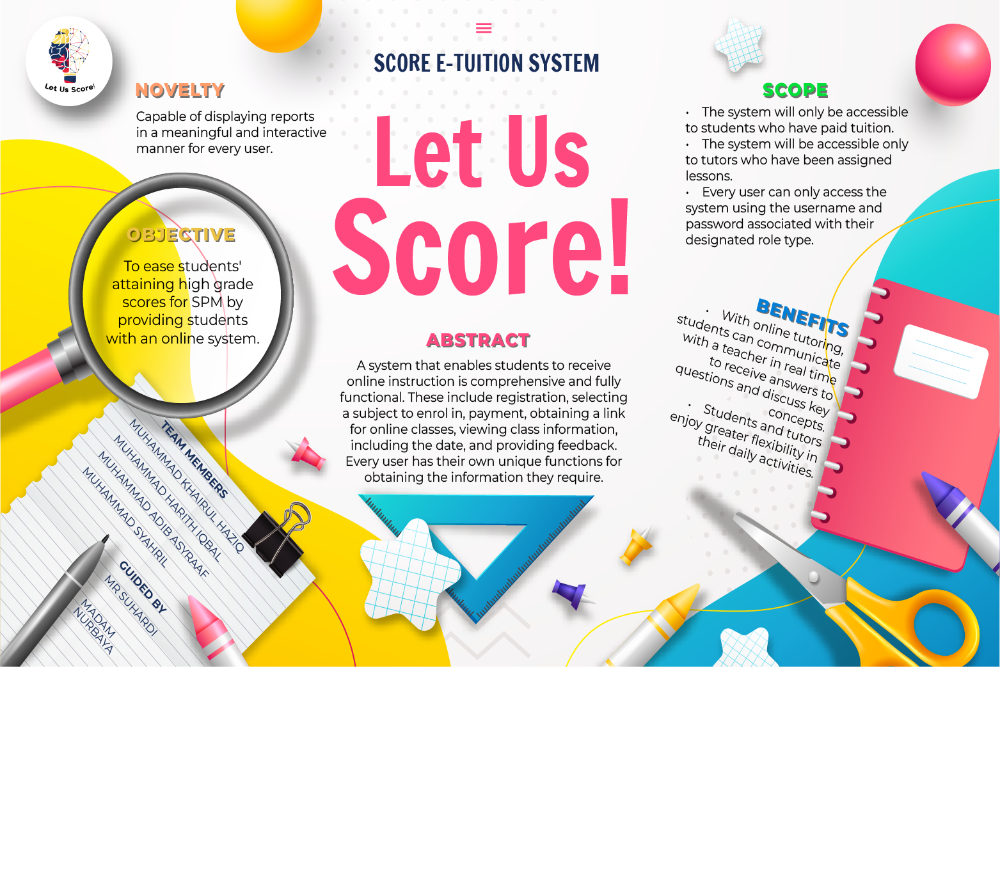 Let Us Score!
SCORE E-TUITION SYSTEM
Let Us
Score!
NOVELTY
Capable of displaying reports
in a meaningful and interactive
manner for every user.
OBJECTIVE
To ease students'
attaining high grade
scores for SPM by
providing students
with an online system.
TEAM MEMBERS
MUHAMMAD KHAIRUL HAZIQ
MUHAMMAD HARITH IQBAL
MUHAMMAD ADIB ASYRAAF
MUHAMMAD SYAHRIL
GUIDED BY
MR SUHARDI
MADAM
NURBAYA
ABSTRACT
A system that enables students to receive
online instruction is comprehensive and fully
functional. These include registration, selecting
a subject to enrol in, payment, obtaining a link
for online classes, viewing class information,
including the date, and providing feedback.
Every user has their own unique functions for
obtaining the information they require.
SCOPE
• The system will only be accessible
to students who have paid tuition.
• The system will be accessible only
to tutors who have been assigned
lessons.
• Every user can only access the
system using the username and
password associated with their
designated role type.
BENEFITS
• With online tutoring,
students can communicate
with a teacher in real time
to receive answers to
questions and discuss key
concepts.
• Students and tutors
enjoy greater flexibility in
their daily activities.